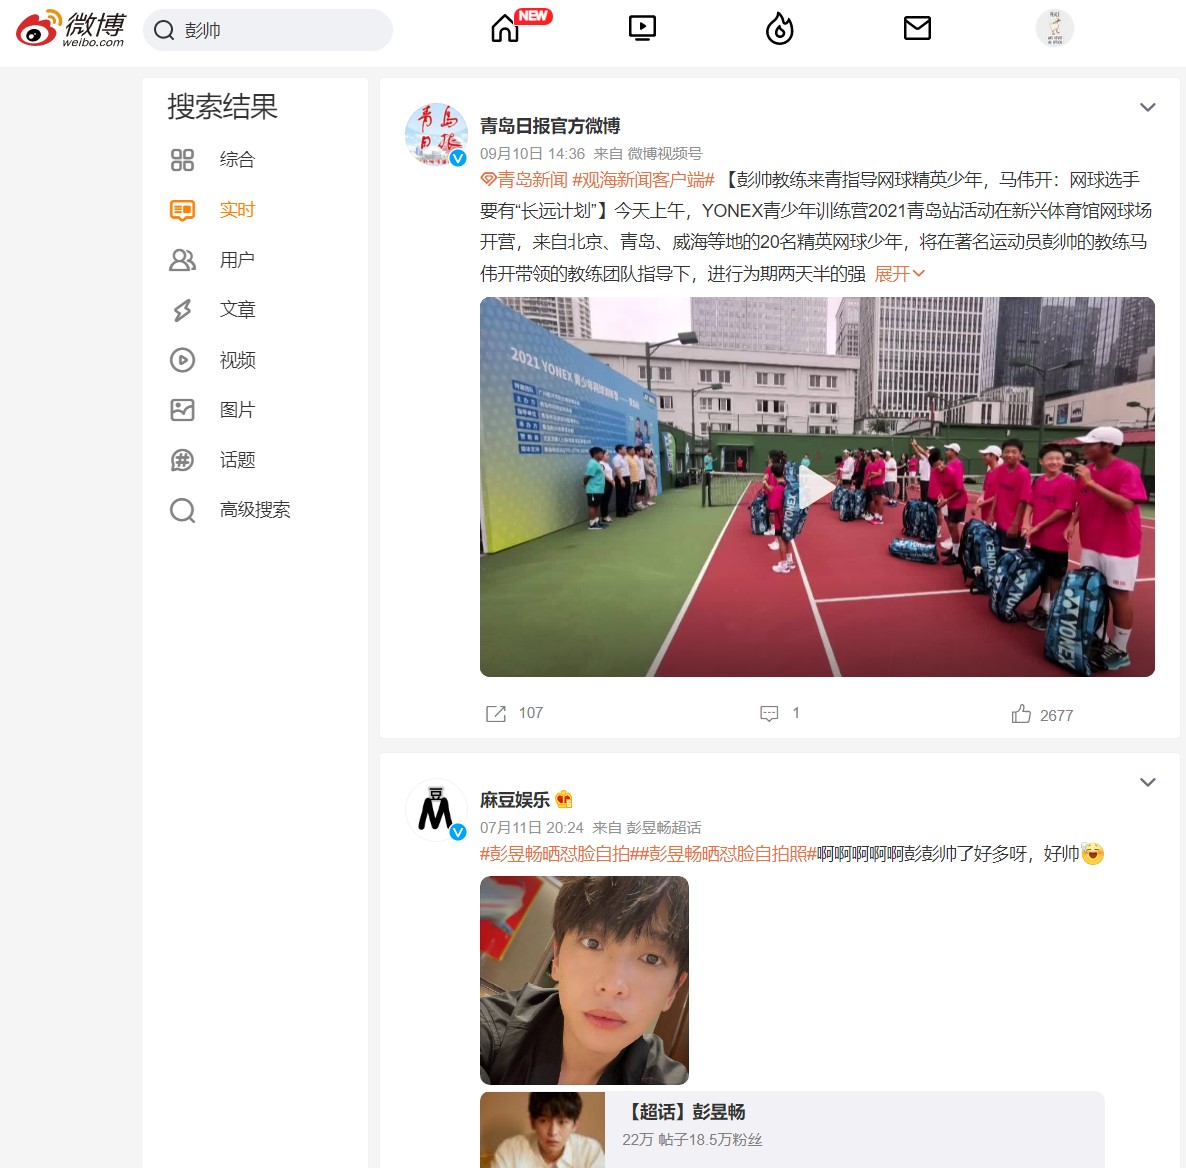 微博
weibo.com
彭帅
NEW
搜索结果
综合
实时
用户
文章
视频
图片
话题
高级搜索
青岛日报
青岛日报官方微博
09月10日 14:36 来自 微博视频号
青岛新闻 #观海新闻客户端# 【彭帅教练来青指导网球精英少年，马伟开：网球选手
要有“长远计划”】今天上午，YONEX青少年训练营2021青岛站活动在新兴体育馆网球场
开营，来自北京、青岛、威海等地的20名精英网球少年，将在著名运动员彭帅的教练马
伟开带领的教练团队指导下，进行为期两天半的强 展开
2021 YONEX
YONEX
YONEX
YONEX
YONEX
107
1
2677
麻豆娱乐
07月11日 20:24 来自 彭昱畅超话
#彭昱畅晒怼脸自拍##彭昱畅晒怼脸自拍照#啊啊啊啊啊彭彭帅了好多呀，好帅
【超话】彭昱畅
22万 帖子18.5万粉丝